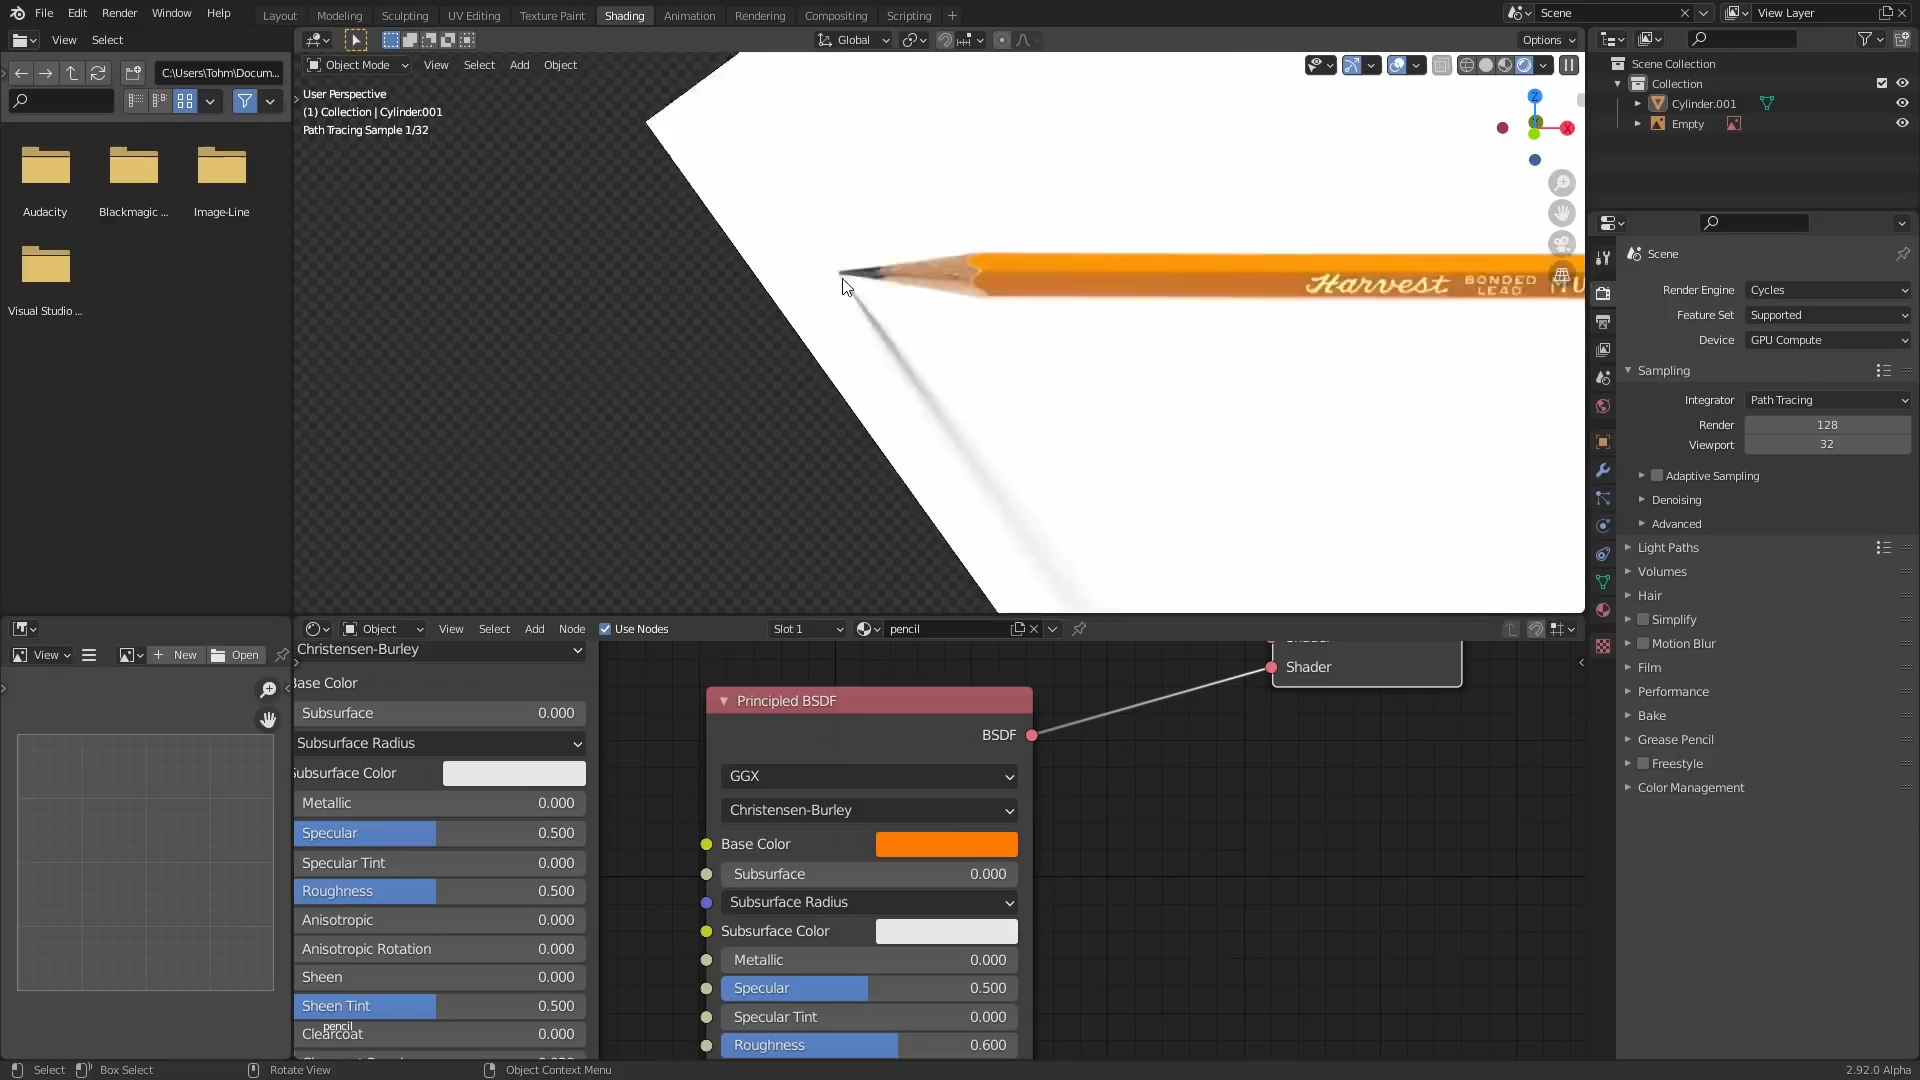 File Edit Render Window Help
Layout Modeling Sculpting UV Editing Texture Paint Shading Animation Rendering Compositing Scripting
Scene
View Layer
View Select
Global
Options
C:\Users\Tohm\Docum...
Object Mode View Select Add Object
User Perspective
(1) Collection | Cylinder.001
Path Tracing Sample 1/32
Audacity
Blackmagic ...
Image-Line
Visual Studio ...
Z
X
Harvest BONDED LEAD MU
Scene Collection
Collection
Cylinder.001
Empty
Scene
Render Engine Cycles
Feature Set Supported
Device GPU Compute
Sampling
Integrator Path Tracing
Render 128
Viewport 32
Adaptive Sampling
Denoising
Advanced
Light Paths
Volumes
Hair
Simplify
Motion Blur
Film
Performance
Bake
Grease Pencil
Freestyle
Color Management
View New Open
Object View Select Add Node Use Nodes Slot 1 pencil
Christensen-Burley
Base Color
Subsurface 0.000
Subsurface Radius
Subsurface Color
Metallic 0.000
Specular 0.500
Specular Tint 0.000
Roughness 0.500
Anisotropic 0.000
Anisotropic Rotation 0.000
Sheen 0.000
Sheen Tint 0.500
pencil
Clearcoat 0.000
Shader
Principled BSDF
BSDF
GGX
Christensen-Burley
Base Color
Subsurface 0.000
Subsurface Radius
Subsurface Color
Metallic 0.000
Specular 0.500
Specular Tint 0.000
Roughness 0.600
Select Box Select Rotate View Object Context Menu
2.92.0 Alpha